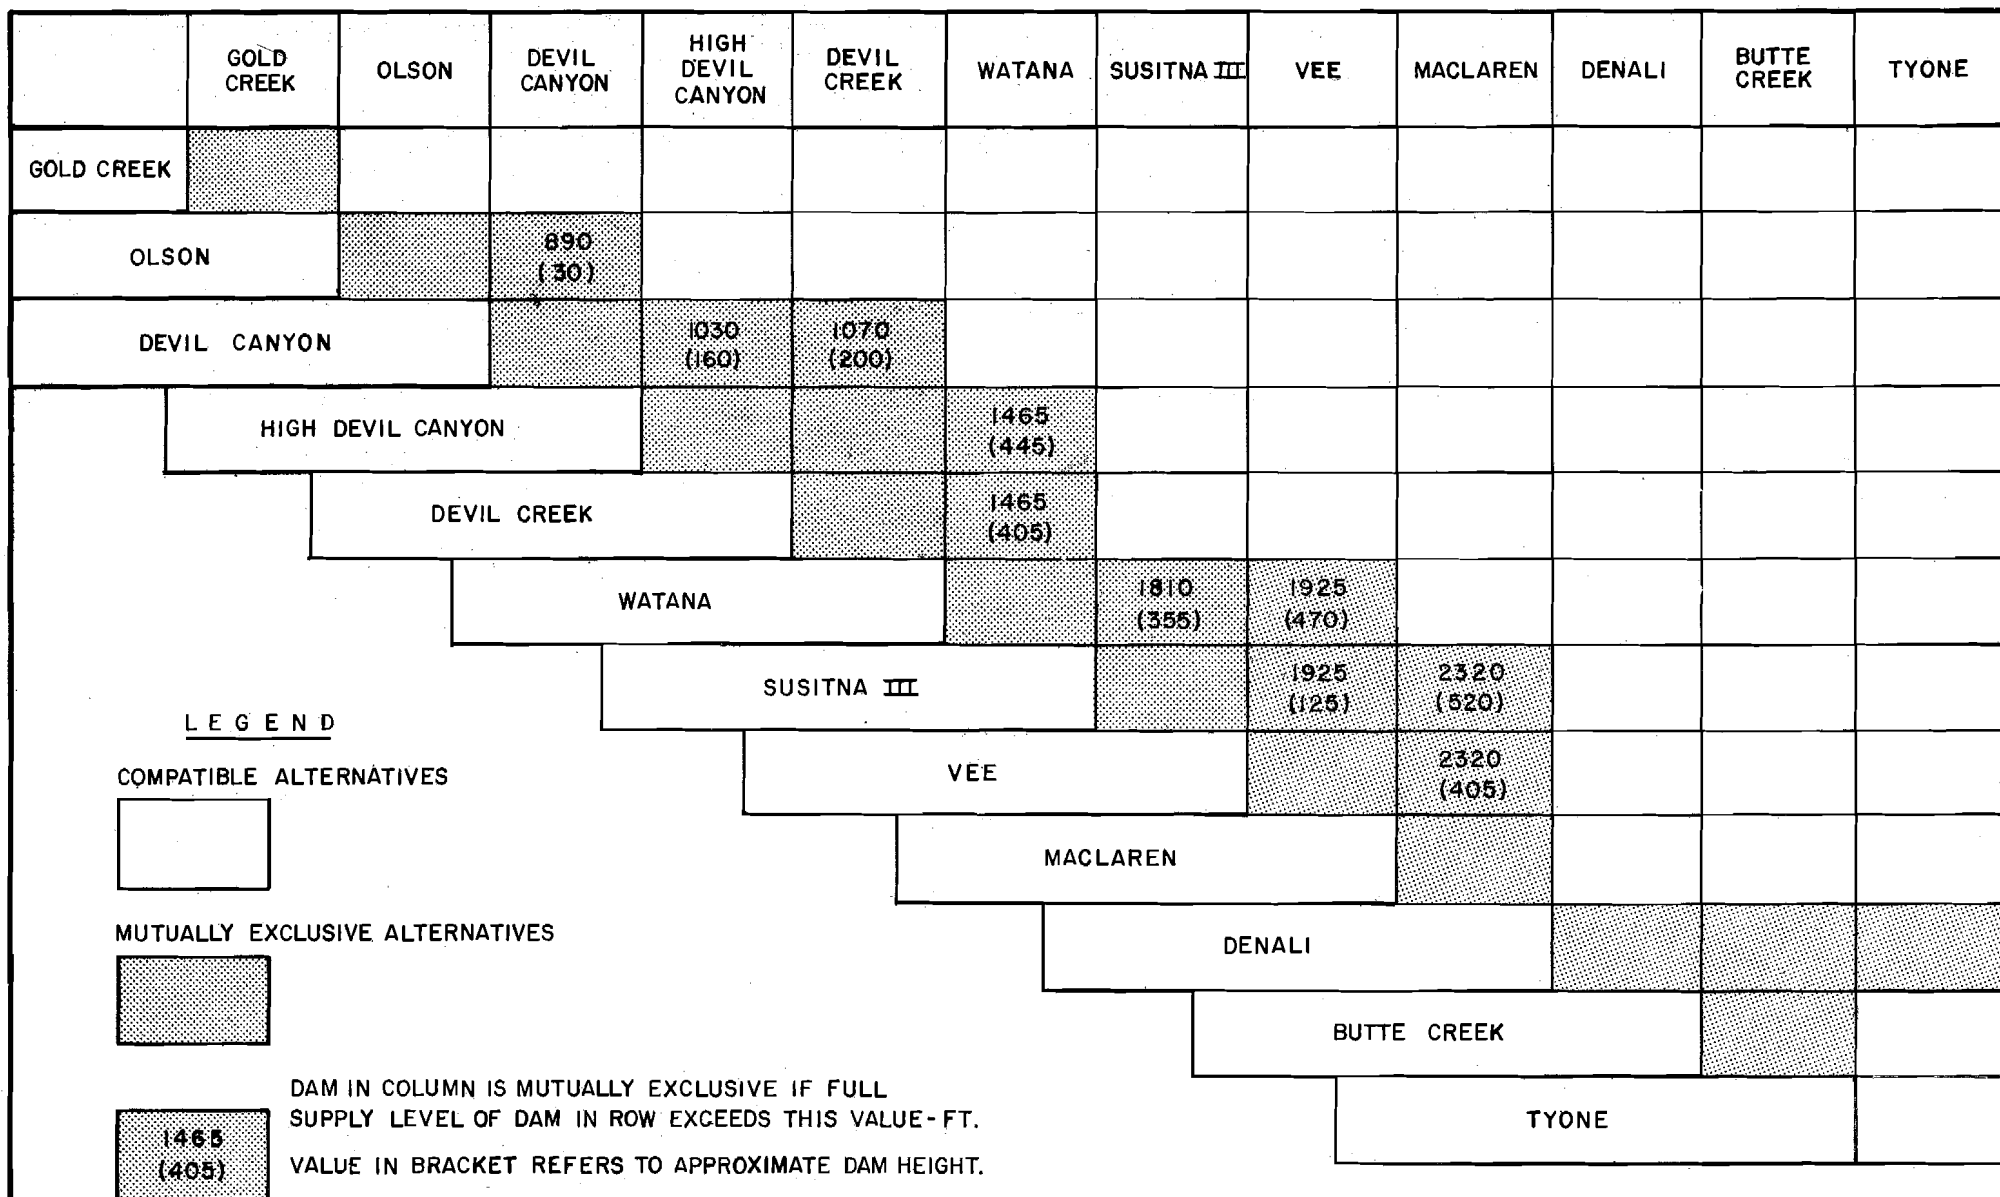 GOLD CREEK
OLSON
DEVIL CANYON
HIGH DEVIL CANYON
DEVIL CREEK
WATANA
SUSITNA III
VEE
MACLAREN
DENALI
BUTTE CREEK
TYONE
GOLD CREEK
OLSON
890
(30)
DEVIL CANYON
1030
(160)
1070
(200)
HIGH DEVIL CANYON
1465
(445)
DEVIL CREEK
1465
(405)
WATANA
1810
(355)
1925
(470)
SUSITNA III
1925
(125)
2320
(520)
VEE
2320
(405)
MACLAREN
DENALI
BUTTE CREEK
TYONE
LEGEND
COMPATIBLE ALTERNATIVES
MUTUALLY EXCLUSIVE ALTERNATIVES
1465
(405)
DAM IN COLUMN IS MUTUALLY EXCLUSIVE IF FULL
SUPPLY LEVEL OF DAM IN ROW EXCEEDS THIS VALUE-FT.
VALUE IN BRACKET REFERS TO APPROXIMATE DAM HEIGHT.